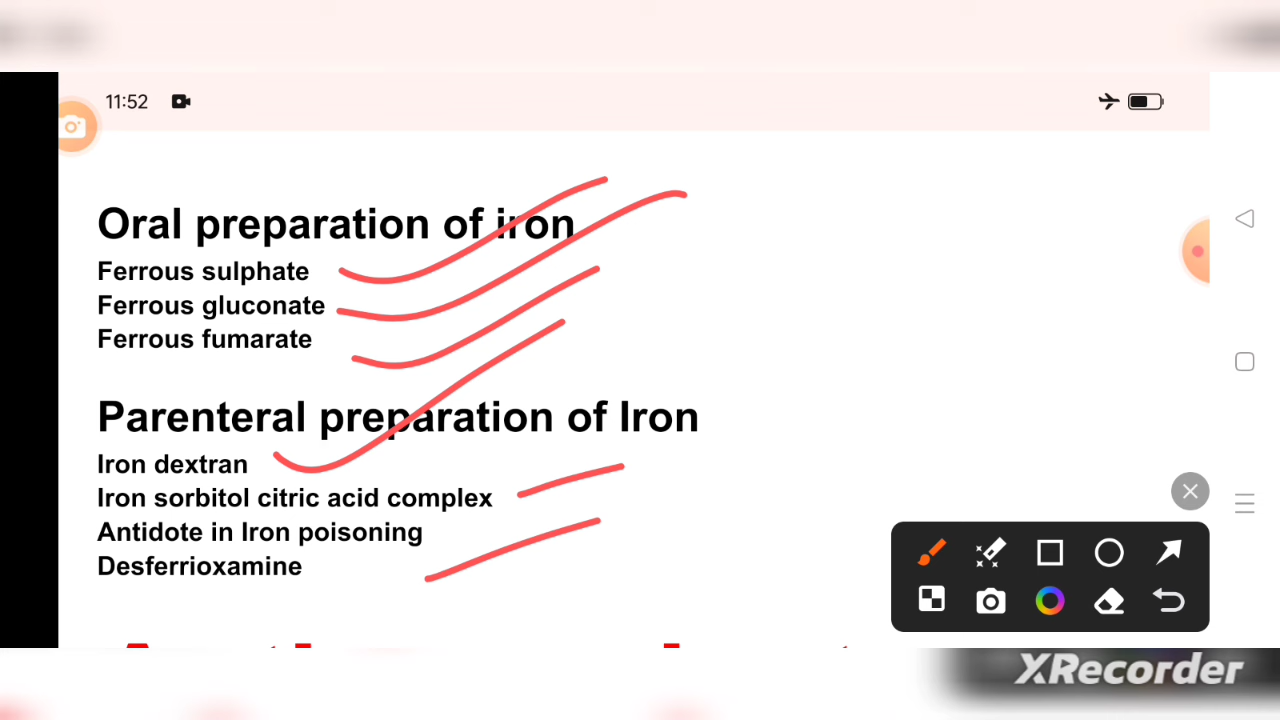 11:52
Oral preparation of iron
Ferrous sulphate
Ferrous gluconate
Ferrous fumarate
Parenteral preparation of Iron
Iron dextran
Iron sorbitol citric acid complex
Antidote in Iron poisoning
Desferrioxamine
XRecorder